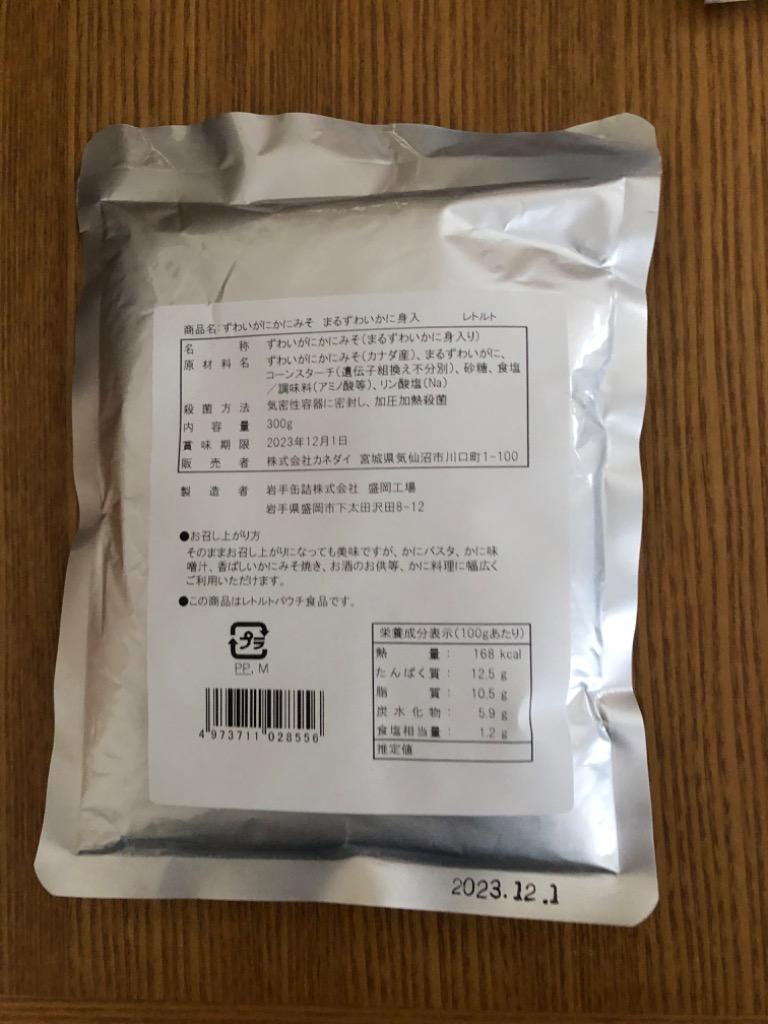 商品名:ずわいがにかにみそ まるずわいかに身入 レトルト
名称 ずわいがにかにみそ(まるずわいかに身入り)
原材料名 ずわいがにかにみそ(カナダ産)、まるずわいがに、
コーンスターチ(遺伝子組換え不分別)、砂糖、食塩
/調味料(アミノ酸等)、リン酸塩(Na)
殺菌方法 気密性容器に密封し、加圧加熱殺菌
内容量 300g
賞味期限 2023年12月1日
販売者 株式会社カネダイ 宮城県気仙沼市川口町1-100
製造者 岩手缶詰株式会社 盛岡工場
岩手県盛岡市下太田沢田8-12
●お召し上がり方
そのままお召し上がりになっても美味ですが、かにパスタ、かに味
噌汁、香ばしいかにみそ焼き、お酒のお供等、かに料理に幅広く
ご利用いただけます。
●この商品はレトルトパウチ食品です。
プラ
PP, M
4 973711 028556
栄養成分表示(100gあたり)
熱量: 168 kcal
たんぱく質: 12.5 g
脂質: 10.5 g
炭水化物: 5.9 g
食塩相当量: 1.2 g
推定値
2023.12.1